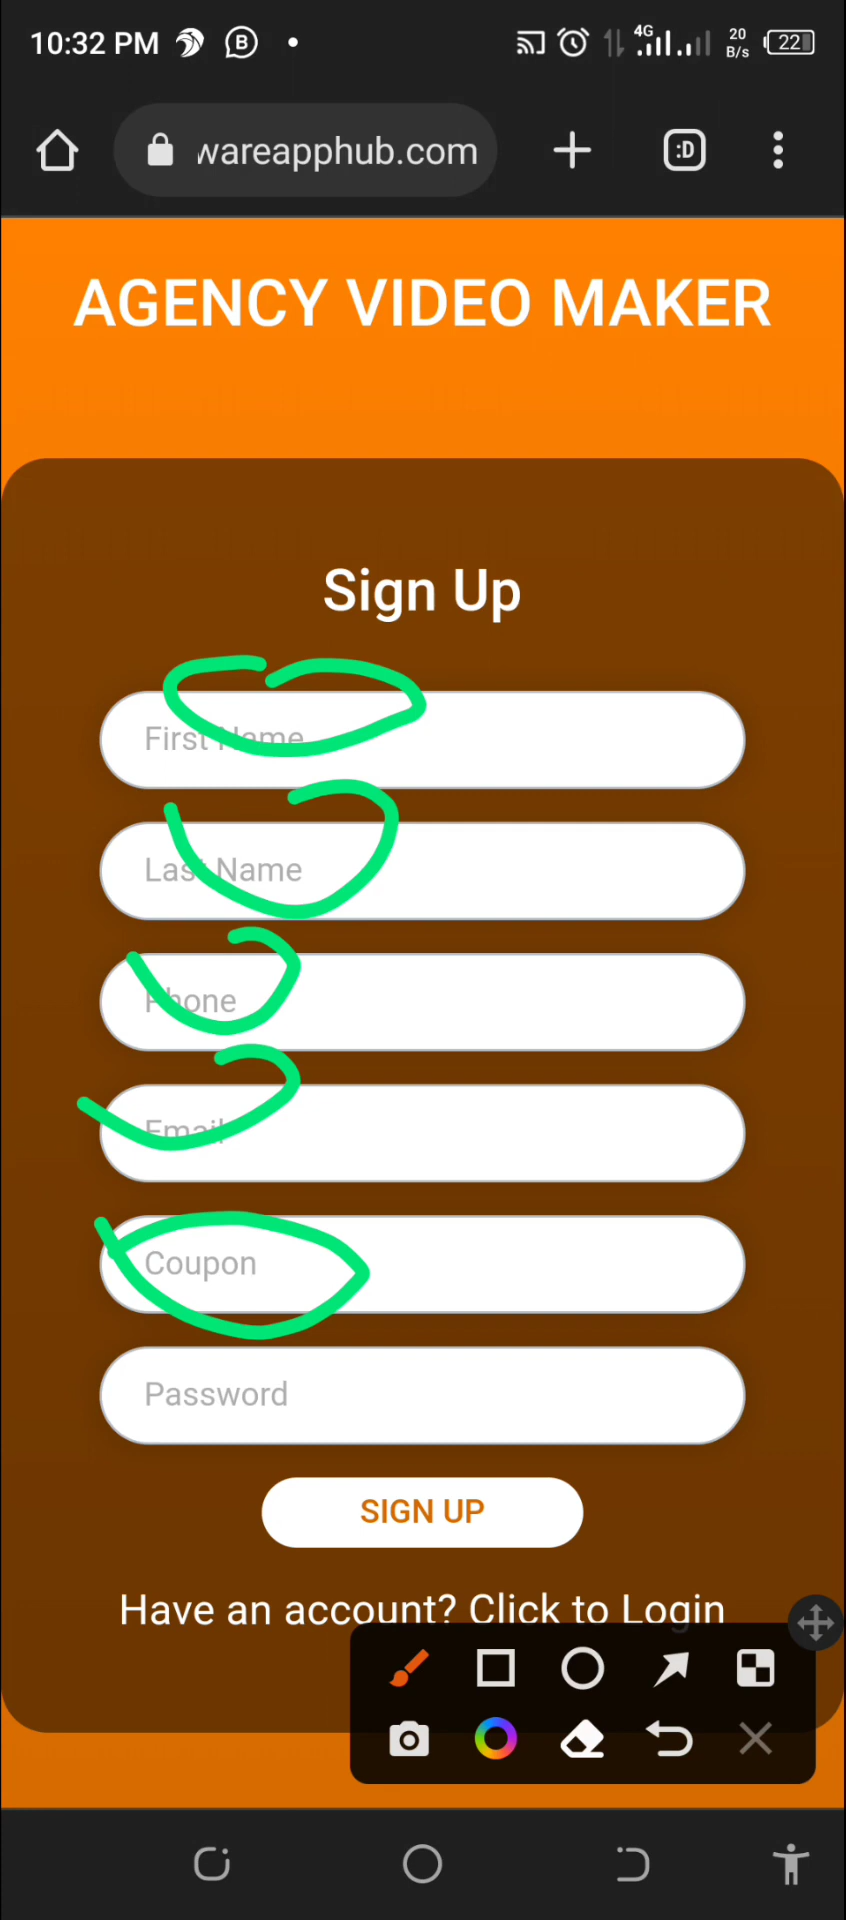 10:32 PM
B
4G
20
B/s
22
wareapphub.com
:D
AGENCY VIDEO MAKER
Sign Up
First Name
Last Name
Phone
Email
Coupon
Password
SIGN UP
Have an account? Click to Login